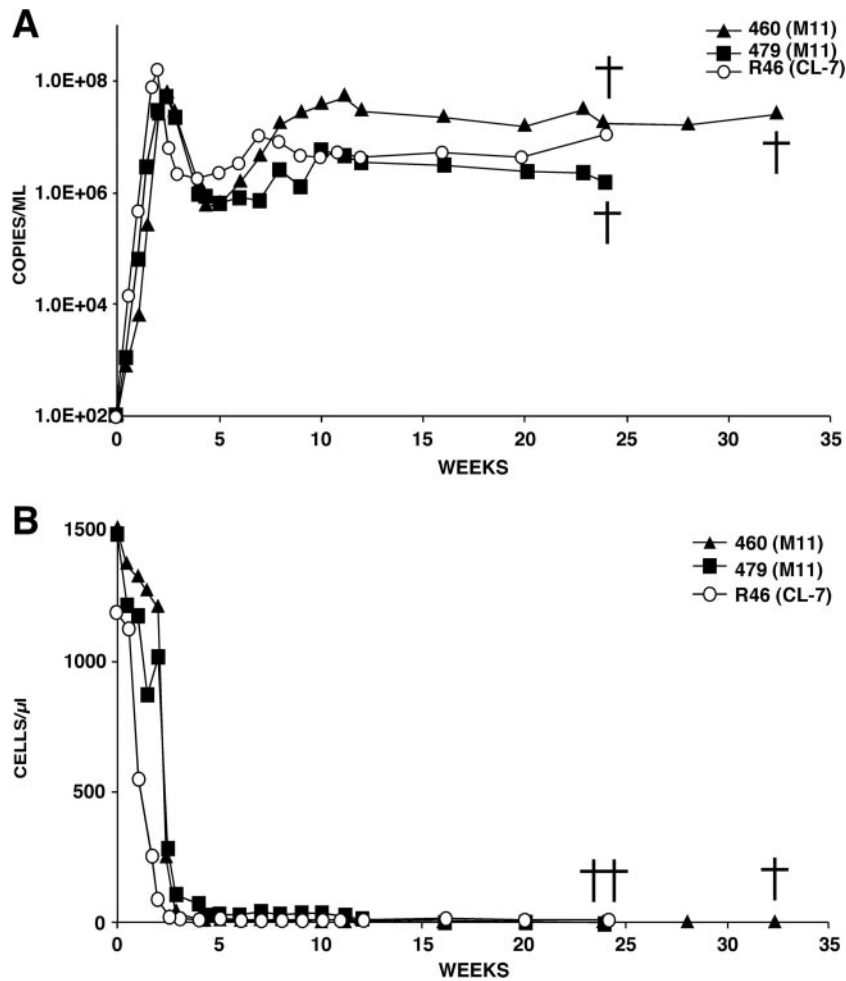 A
460 (M11)
479 (M11)
R46 (CL-7)
1.0E+08
1.0E+06
1.0E+04
1.0E+02
COPIES/ML
0 5 10 15 20 25 30 35
WEEKS
B
460 (M11)
479 (M11)
R46 (CL-7)
1500
1000
500
0
CELLS/µl
0 5 10 15 20 25 30 35
WEEKS